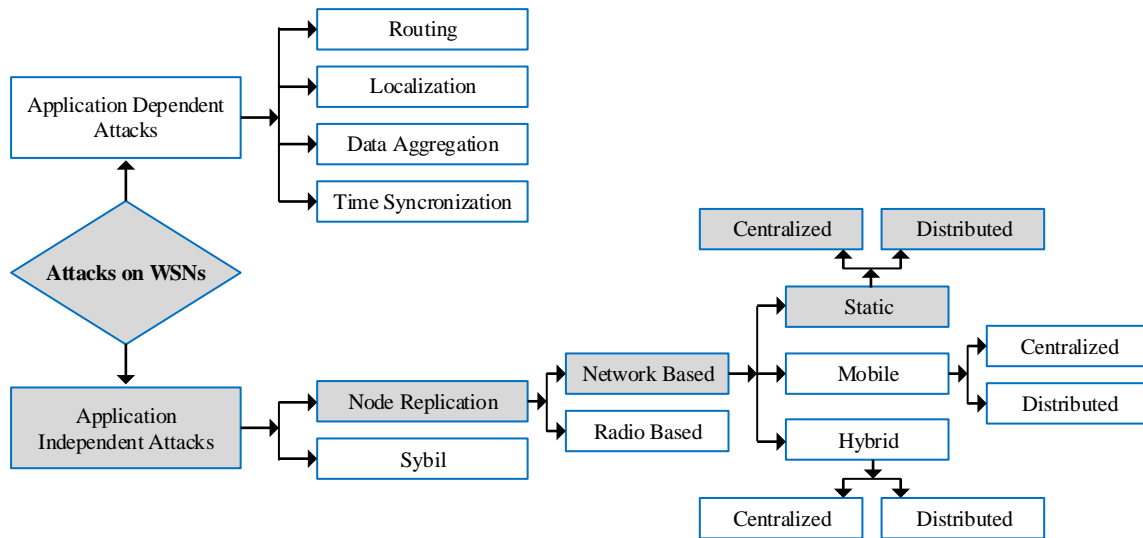 Routing
Application Dependent
Attacks
Localization
Data Aggregation
Time Syncronization
Attacks on WSNs
Application
Independent Attacks
Node Replication
Sybil
Network Based
Radio Based
Centralized
Distributed
Static
Mobile
Centralized
Distributed
Hybrid
Centralized
Distributed